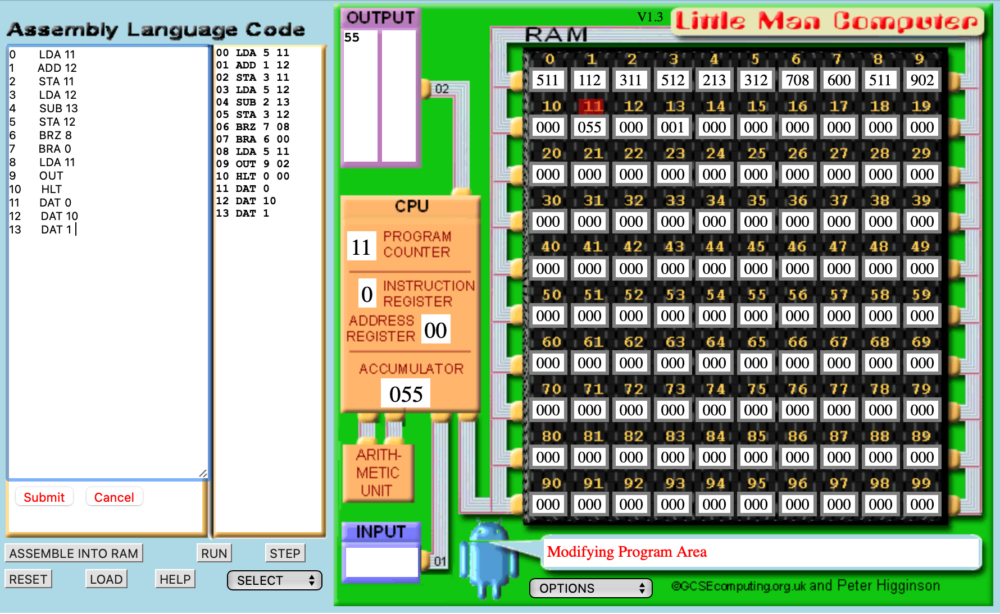 Assembly Language Code
0 LDA 11
1 ADD 12
2 STA 11
3 LDA 12
4 SUB 13
5 STA 12
6 BRZ 8
7 BRA 0
8 LDA 11
9 OUT
10 HLT
11 DAT 0
12 DAT 10
13 DAT 1
Submit Cancel
00 LDA 5 11
01 ADD 1 12
02 STA 3 11
03 LDA 5 12
04 SUB 2 13
05 STA 3 12
06 BRZ 7 08
07 BRA 6 00
08 LDA 5 11
09 OUT 9 02
10 HLT 0 00
11 DAT 0
12 DAT 10
13 DAT 1
ASSEMBLE INTO RAM RUN STEP
RESET LOAD HELP SELECT
OUTPUT
55
02
CPU
11 PROGRAM
COUNTER
0 INSTRUCTION
REGISTER
ADDRESS
REGISTER 00
ACCUMULATOR
055
ARITH-
METIC
UNIT
INPUT
01
V1.3 Little Man Computer
RAM
0 1 2 3 4 5 6 7 8 9
511 112 311 512 213 312 708 600 511 902
10 11 12 13 14 15 16 17 18 19
000 055 000 001 000 000 000 000 000 000
20 21 22 23 24 25 26 27 28 29
000 000 000 000 000 000 000 000 000 000
30 31 32 33 34 35 36 37 38 39
000 000 000 000 000 000 000 000 000 000
40 41 42 43 44 45 46 47 48 49
000 000 000 000 000 000 000 000 000 000
50 51 52 53 54 55 56 57 58 59
000 000 000 000 000 000 000 000 000 000
60 61 62 63 64 65 66 67 68 69
000 000 000 000 000 000 000 000 000 000
70 71 72 73 74 75 76 77 78 79
000 000 000 000 000 000 000 000 000 000
80 81 82 83 84 85 86 87 88 89
000 000 000 000 000 000 000 000 000 000
90 91 92 93 94 95 96 97 98 99
000 000 000 000 000 000 000 000 000 000
Modifying Program Area
OPTIONS
©GCSEcomputing.org.uk and Peter Higginson